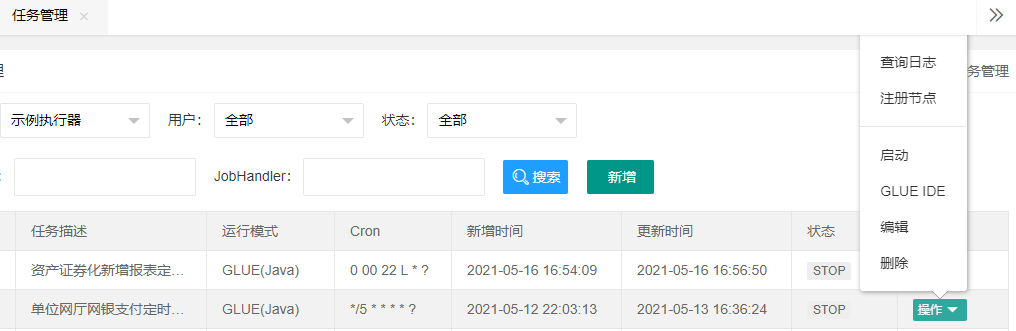 任务管理 ×
查询日志
理 务管理
注册节点
示例执行器 用户： 全部 状态： 全部
启动
： JobHandler： 搜索 新增
GLUE IDE
任务描述 运行模式 Cron 新增时间 更新时间 状态 编辑
资产证券化新增报表定... GLUE(Java) 0 00 22 L * ? 2021-05-16 16:54:09 2021-05-16 16:56:50 STOP 删除
单位网厅网银支付定时... GLUE(Java) */5 * * * * ? 2021-05-12 22:03:13 2021-05-13 16:36:24 STOP 操作